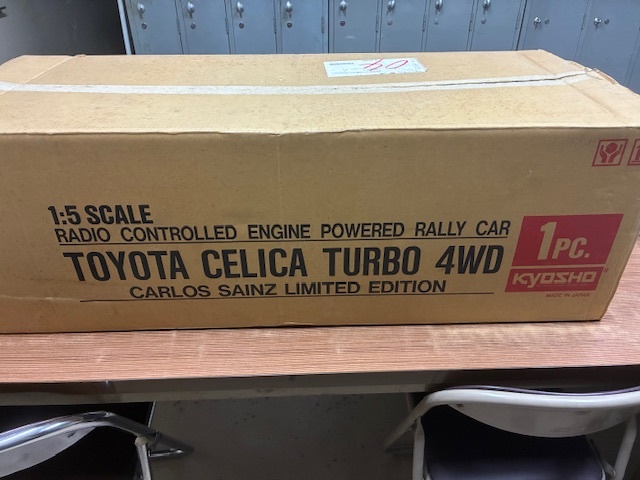 40
1:5 SCALE
RADIO CONTROLLED ENGINE POWERED RALLY CAR
TOYOTA CELICA TURBO 4WD
CARLOS SAINZ LIMITED EDITION
1PC.
KYOSHO
MADE IN JAPAN